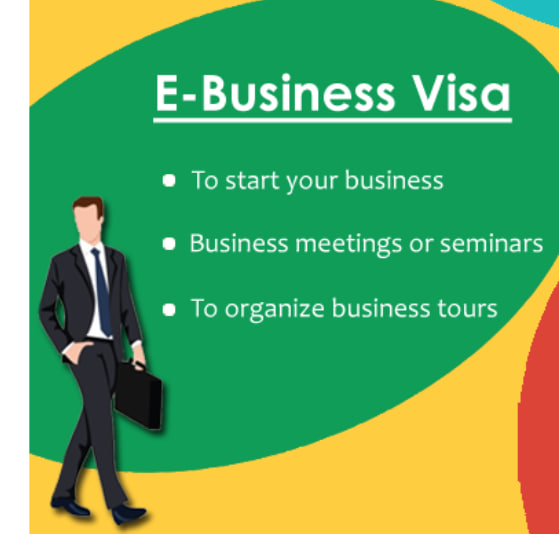 E-Business Visa
To start your business
Business meetings or seminars
To organize business tours